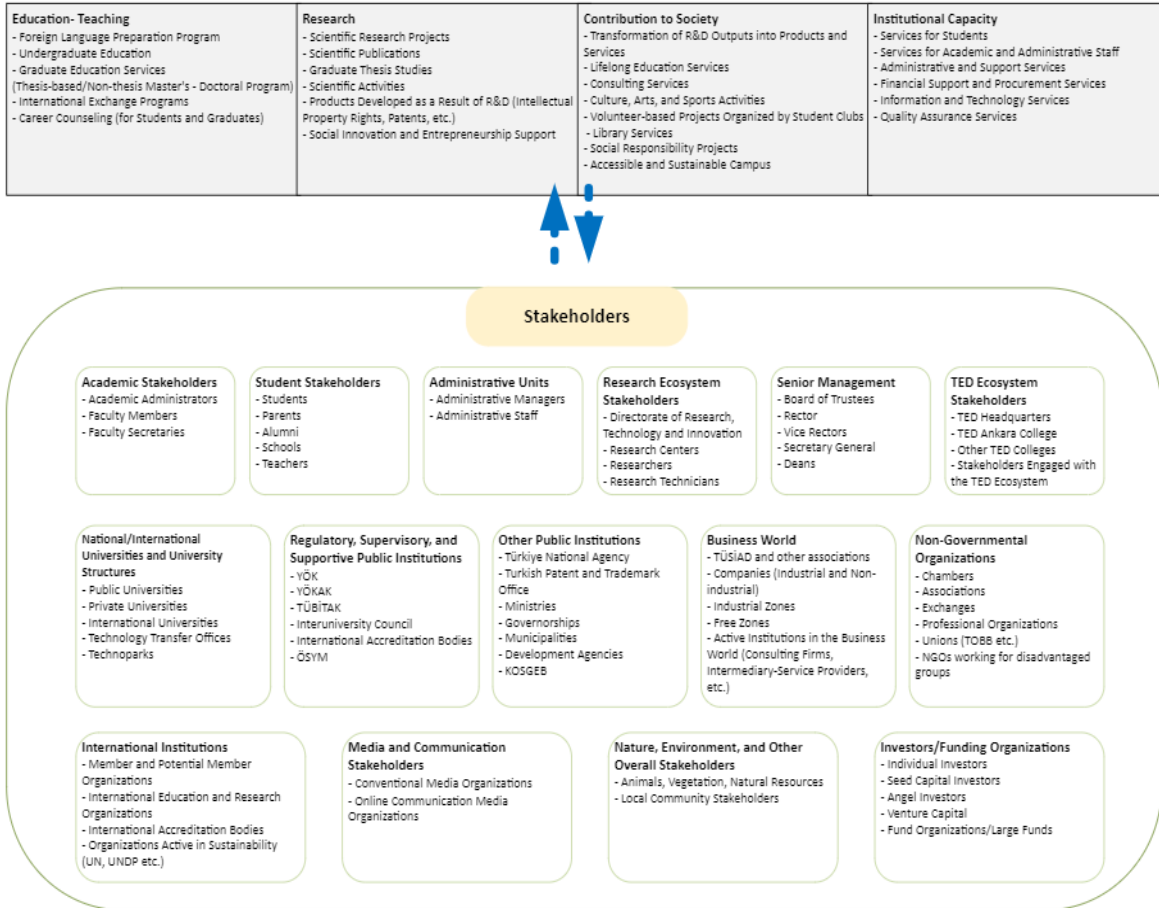 Education- Teaching
- Foreign Language Preparation Program
- Undergraduate Education
- Graduate Education Services
(Thesis-based/Non-thesis Master's - Doctoral Program)
- International Exchange Programs
- Career Counseling (for Students and Graduates)
Research
- Scientific Research Projects
- Scientific Publications
- Graduate Thesis Studies
- Scientific Activities
- Products Developed as a Result of R&D (Intellectual
Property Rights, Patents, etc.)
- Social Innovation and Entrepreneurship Support
Contribution to Society
- Transformation of R&D Outputs into Products and
Services
- Lifelong Education Services
- Consulting Services
- Culture, Arts, and Sports Activities
- Volunteer-based Projects Organized by Student Clubs
- Library Services
- Social Responsibility Projects
- Accessible and Sustainable Campus
Institutional Capacity
- Services for Students
- Services for Academic and Administrative Staff
- Administrative and Support Services
- Financial Support and Procurement Services
- Information and Technology Services
- Quality Assurance Services
Stakeholders
Academic Stakeholders
- Academic Administrators
- Faculty Members
- Faculty Secretaries
Student Stakeholders
- Students
- Parents
- Alumni
- Schools
- Teachers
Administrative Units
- Administrative Managers
- Administrative Staff
Research Ecosystem
Stakeholders
- Directorate of Research,
Technology and Innovation
- Research Centers
- Researchers
- Research Technicians
Senior Management
- Board of Trustees
- Rector
- Vice Rectors
- Secretary General
- Deans
TED Ecosystem
Stakeholders
- TED Headquarters
- TED Ankara College
- Other TED Colleges
- Stakeholders Engaged with
the TED Ecosystem
National/International
Universities and University
Structures
- Public Universities
- Private Universities
- International Universities
- Technology Transfer Offices
- Technoparks
Regulatory, Supervisory, and
Supportive Public Institutions
- YÖK
- YÖKAK
- TÜBİTAK
- Interuniversity Council
- International Accreditation Bodies
- ÖSYM
Other Public Institutions
- Türkiye National Agency
- Turkish Patent and Trademark
Office
- Ministries
- Governorships
- Municipalities
- Development Agencies
- KOSGEB
Business World
- TÜSİAD and other associations
- Companies (Industrial and Non-
industrial)
- Industrial Zones
- Free Zones
- Active Institutions in the Business
World (Consulting Firms,
Intermediary-Service Providers,
etc.)
Non-Governmental
Organizations
- Chambers
- Associations
- Exchanges
- Professional Organizations
- Unions (TOBB etc.)
- NGOs working for disadvantaged
groups
International Institutions
- Member and Potential Member
Organizations
- International Education and Research
Organizations
- International Accreditation Bodies
- Organizations Active in Sustainability
(UN, UNDP etc.)
Media and Communication
Stakeholders
- Conventional Media Organizations
- Online Communication Media
Organizations
Nature, Environment, and Other
Overall Stakeholders
- Animals, Vegetation, Natural Resources
- Local Community Stakeholders
Investors/Funding Organizations
- Individual Investors
- Seed Capital Investors
- Angel Investors
- Venture Capital
- Fund Organizations/Large Funds